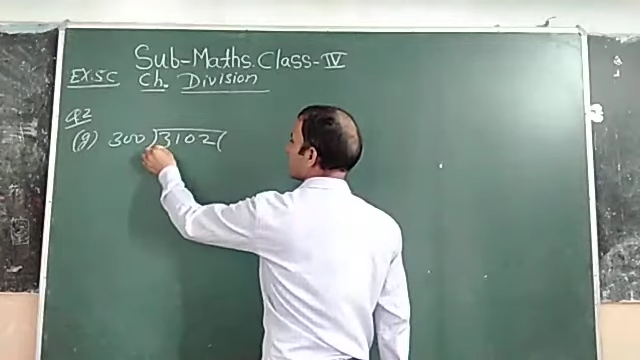 Sub-Maths. Class-IV
EX:5C Ch. Division
Q2
(g) 300)3102(